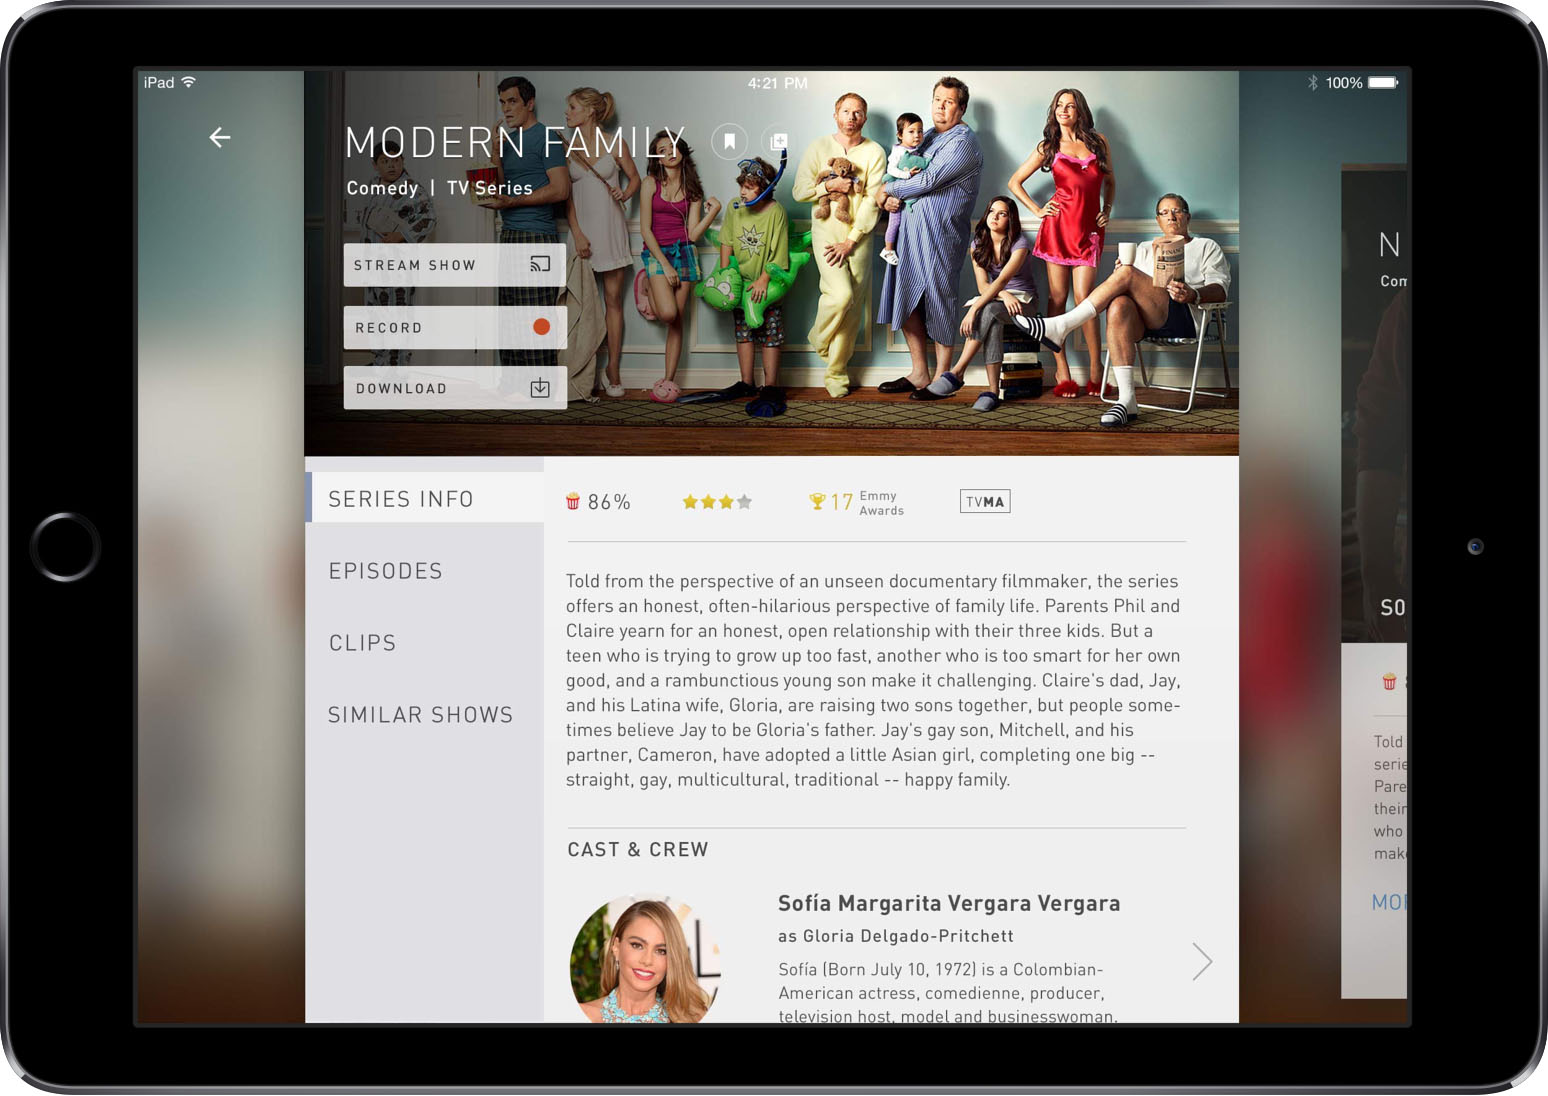 iPad
4:21 PM
100%
MODERN FAMILY
Comedy | TV Series
STREAM SHOW
RECORD
DOWNLOAD
SERIES INFO
EPISODES
CLIPS
SIMILAR SHOWS
86%
17 Emmy
Awards
TVMA
Told from the perspective of an unseen documentary filmmaker, the series
offers an honest, often-hilarious perspective of family life. Parents Phil and
Claire yearn for an honest, open relationship with their three kids. But a
teen who is trying to grow up too fast, another who is too smart for her own
good, and a rambunctious young son make it challenging. Claire's dad, Jay,
and his Latina wife, Gloria, are raising two sons together, but people some-
times believe Jay to be Gloria's father. Jay's gay son, Mitchell, and his
partner, Cameron, have adopted a little Asian girl, completing one big --
straight, gay, multicultural, traditional -- happy family.
CAST & CREW
Sofía Margarita Vergara Vergara
as Gloria Delgado-Pritchett
Sofía (Born July 10, 1972) is a Colombian-
American actress, comedienne, producer,
television host, model and businesswoman.
N
Com
SO
Told
serie
Pare
their
who
mak
MO